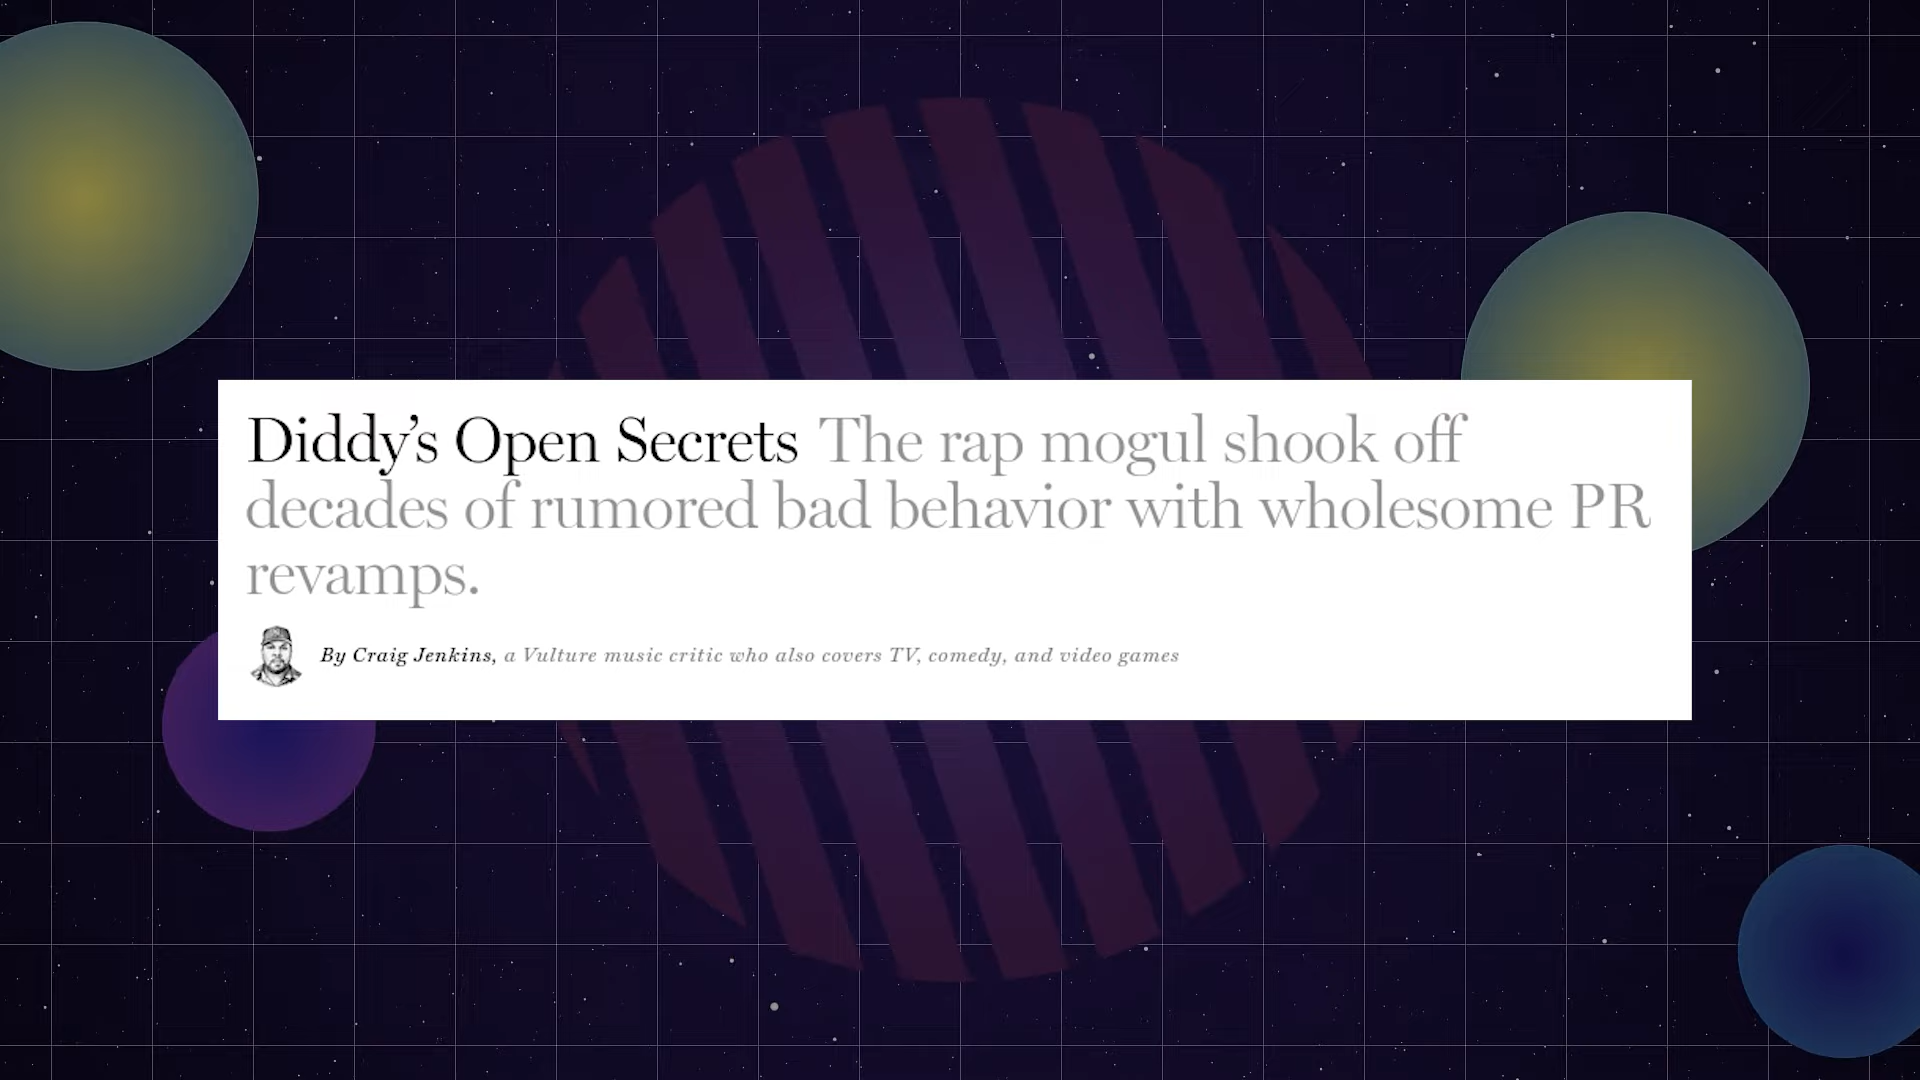 Diddy’s Open Secrets The rap mogul shook off
decades of rumored bad behavior with wholesome PR
revamps.
By Craig Jenkins, a Vulture music critic who also covers TV, comedy, and video games